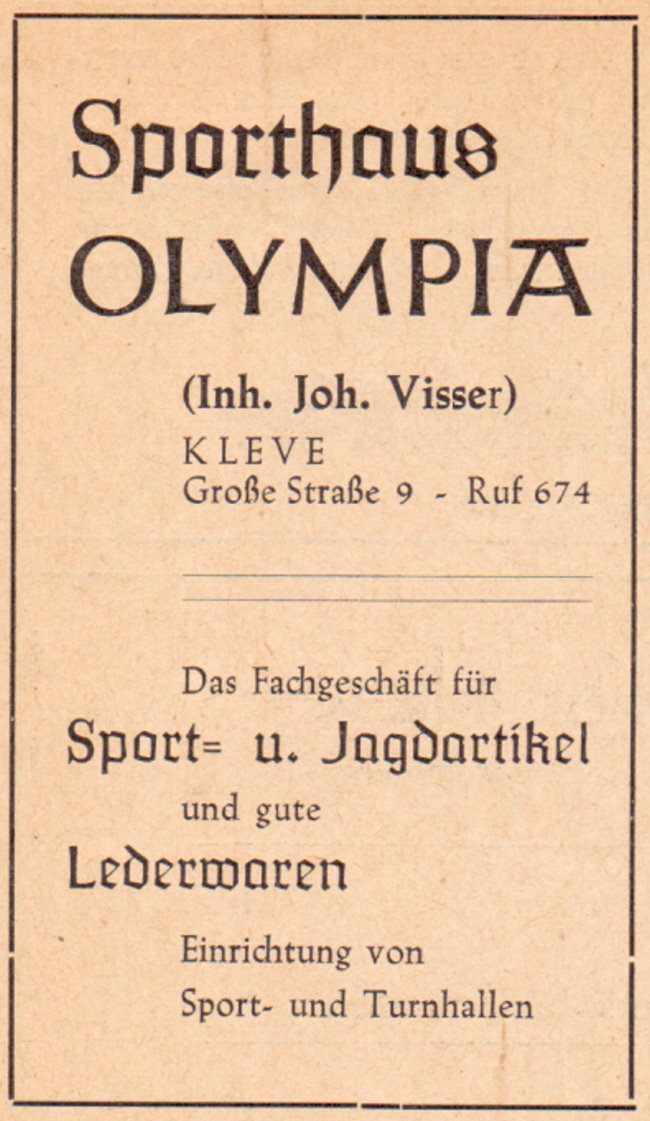 Sporthaus
OLYMPIA
(Inh. Joh. Visser)
KLEVE
Große Straße 9 - Ruf 674
Das Fachgeschäft für
Sport= u. Jagdartikel
und gute
Lederwaren
Einrichtung von
Sport- und Turnhallen